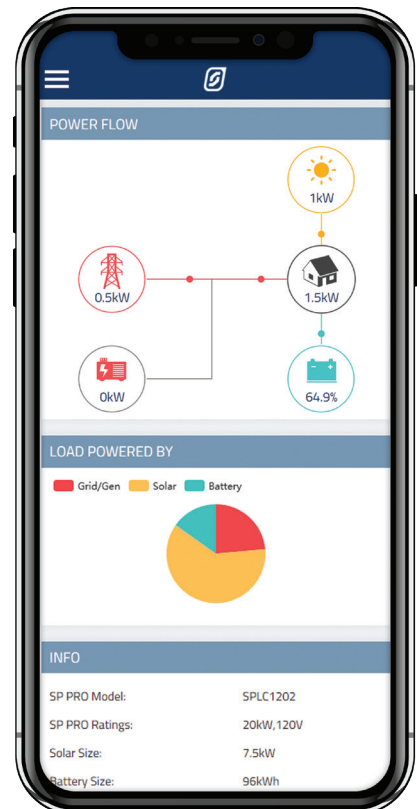 POWER FLOW
1kW
0.5kW
1.5kW
0kW
64.9%
LOAD POWERED BY
Grid/Gen Solar Battery
INFO
SP PRO Model: SPLC1202
SP PRO Ratings: 20kW,120V
Solar Size: 7.5kW
Battery Size: 96kWh